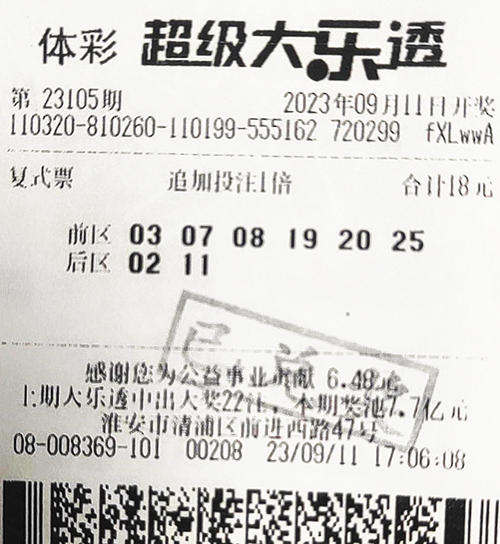 体彩 超级大乐透
第 23105期 2023年09月11日开奖
110320-810260-110199-555162 720299 fXLwwA
复式票 追加投注1倍 合计18元
前区 03 07 08 19 20 25
后区 02 11
已兑
感谢您为公益事业贡献 6.48元
上期大乐透中出大奖22注，本期奖池7.7亿元
淮安市清浦区前进西路47号
08-008369-101 00208 23/09/11 17:06:08